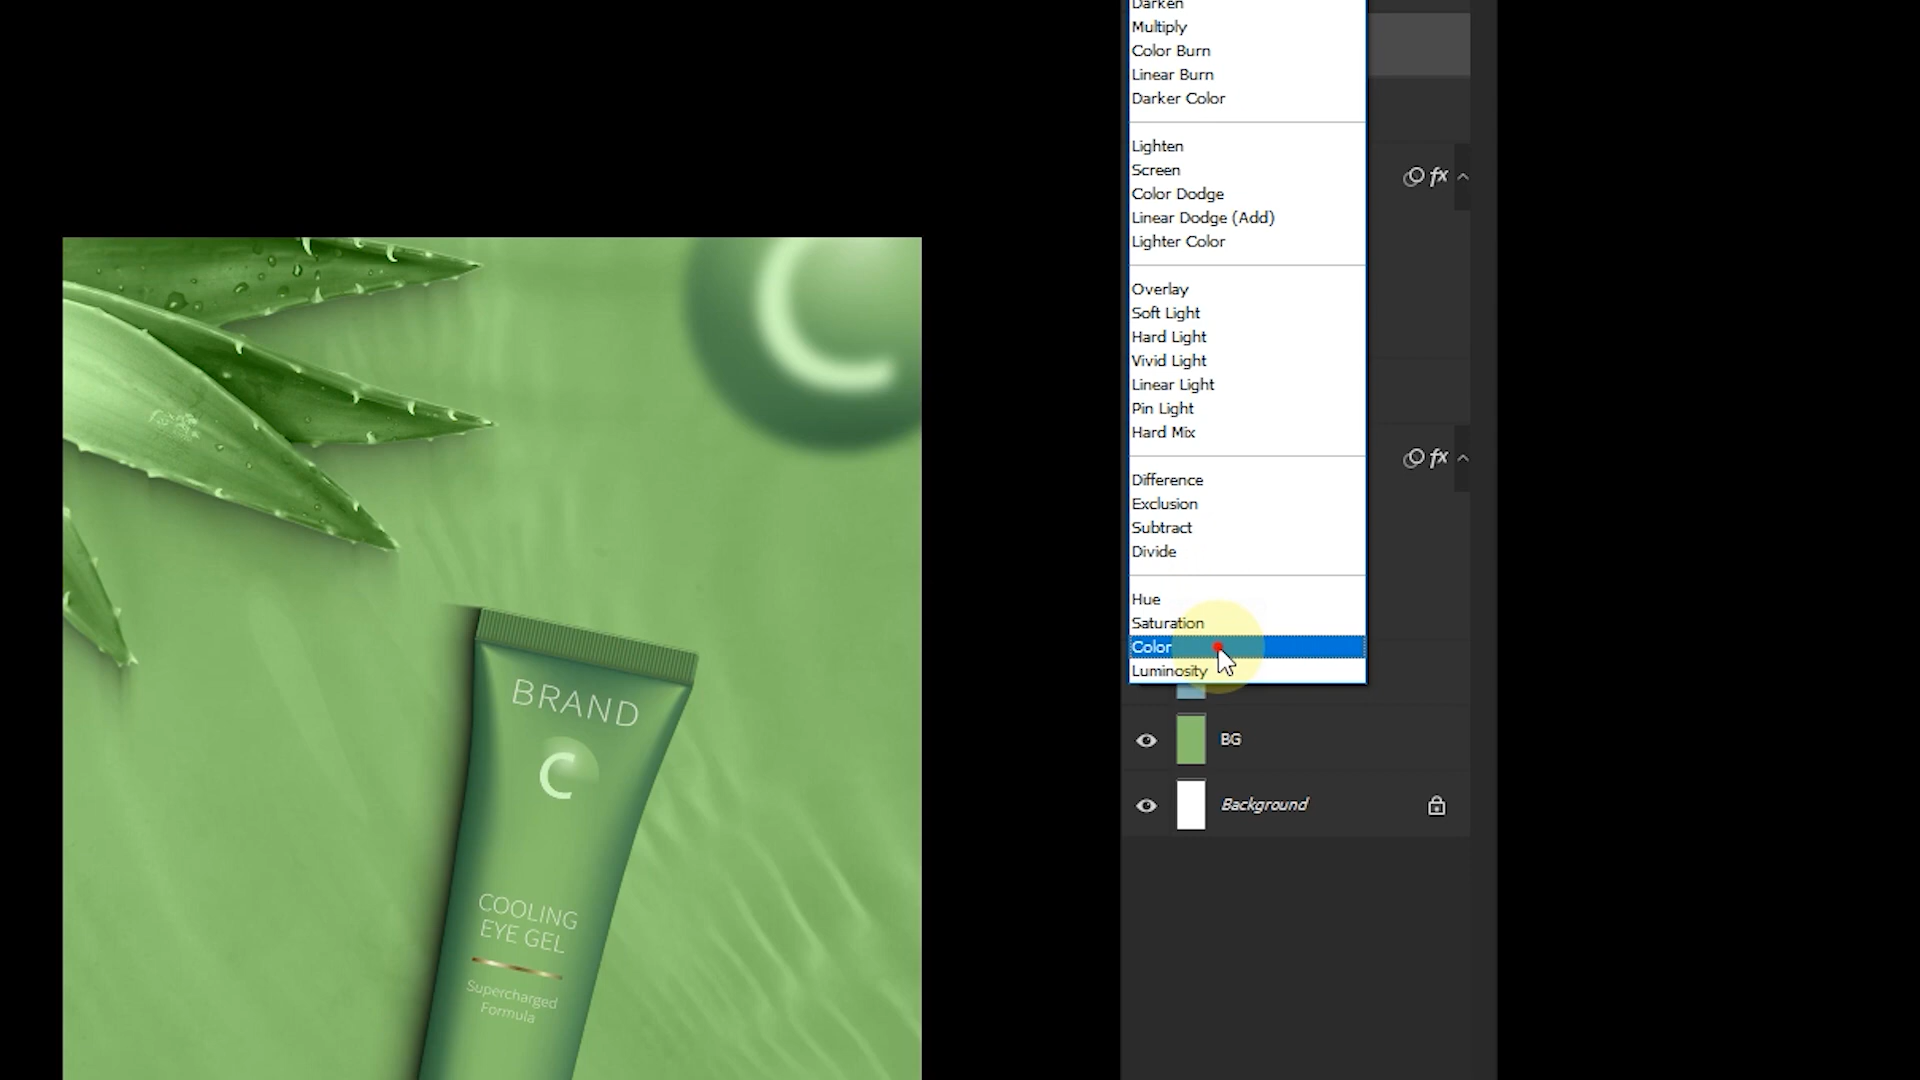 Darken
Multiply
Color Burn
Linear Burn
Darker Color
Lighten
Screen
Color Dodge
Linear Dodge (Add)
Lighter Color
Overlay
Soft Light
Hard Light
Vivid Light
Linear Light
Pin Light
Hard Mix
Difference
Exclusion
Subtract
Divide
Hue
Saturation
Color
Luminosity
fx
fx
BG
Background
BRAND
C
COOLING
EYE GEL
Supercharged
Formula